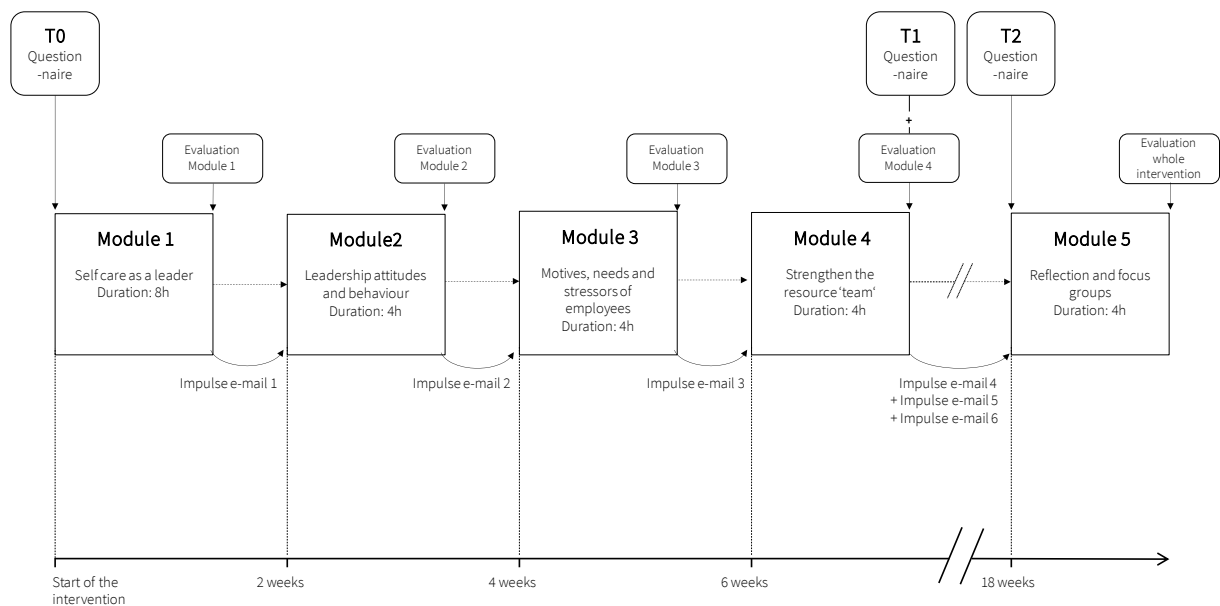 T0
Question
-naire
T1
Question
-naire
T2
Question
-naire
+
Evaluation
Module 1
Evaluation
Module 2
Evaluation
Module 3
Evaluation
Module 4
Evaluation
whole
intervention
Module 1
Self care as a leader
Duration: 8h
Module2
Leadership attitudes
and behaviour
Duration: 4h
Module 3
Motives, needs and
stressors of
employees
Duration: 4h
Module 4
Strengthen the
resource ‘team‘
Duration: 4h
Module 5
Reflection and focus
groups
Duration: 4h
Impulse e-mail 1
Impulse e-mail 2
Impulse e-mail 3
Impulse e-mail 4
+ Impulse e-mail 5
+ Impulse e-mail 6
Start of the
intervention
2 weeks
4 weeks
6 weeks
18 weeks